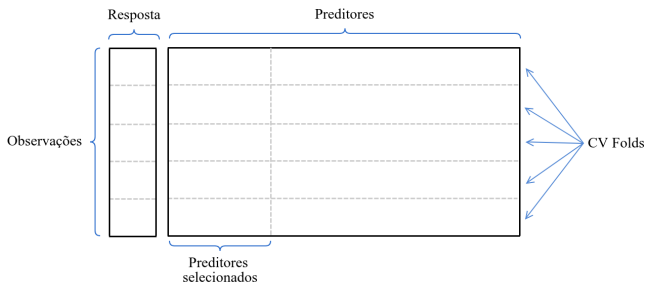 Resposta
Preditores
Observações
CV Folds
Preditores
selecionados